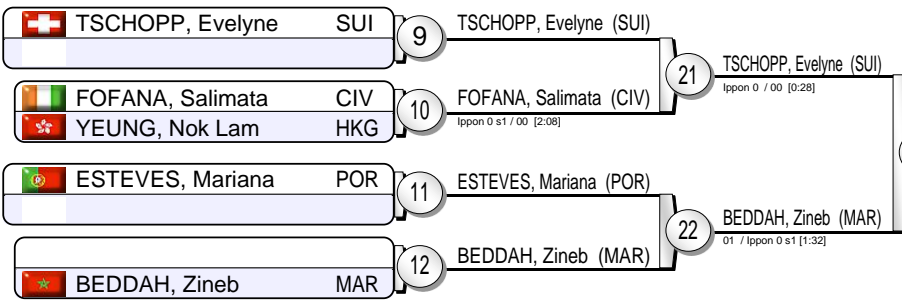 TSCHOPP, Evelyne SUI
9
TSCHOPP, Evelyne (SUI)
FOFANA, Salimata CIV
YEUNG, Nok Lam HKG
10
FOFANA, Salimata (CIV)
Ippon 0 s1 / 00 [2:08]
21
TSCHOPP, Evelyne (SUI)
Ippon 0 / 00 [0:28]
ESTEVES, Mariana POR
11
ESTEVES, Mariana (POR)
BEDDAH, Zineb MAR
12
BEDDAH, Zineb (MAR)
22
BEDDAH, Zineb (MAR)
01 / Ippon 0 s1 [1:32]